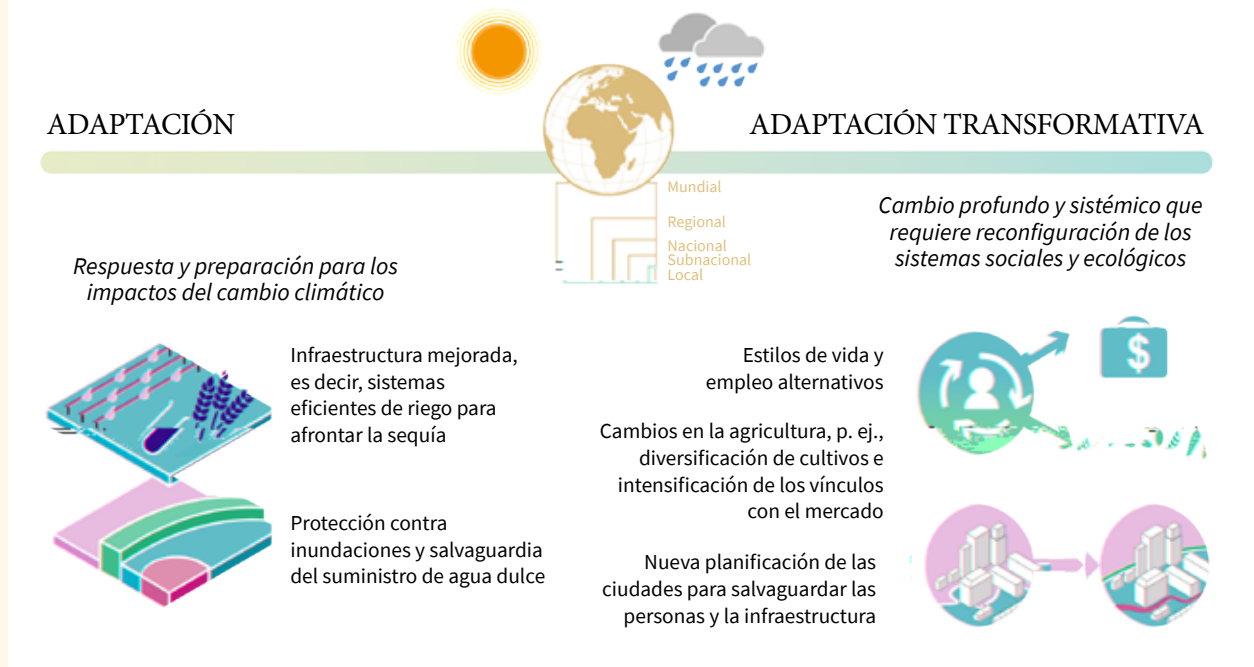 ADAPTACIÓN
ADAPTACIÓN TRANSFORMATIVA
Mundial
Regional
Nacional
Subnacional
Local
Respuesta y preparación para los
impactos del cambio climático
Infraestructura mejorada,
es decir, sistemas
eficientes de riego para
afrontar la sequía
Protección contra
inundaciones y salvaguardia
del suministro de agua dulce
Cambio profundo y sistémico que
requiere reconfiguración de los
sistemas sociales y ecológicos
Estilos de vida y
empleo alternativos
$
Cambios en la agricultura, p. ej.,
diversificación de cultivos e
intensificación de los vínculos
con el mercado
Nueva planificación de las
ciudades para salvaguardar las
personas y la infraestructura